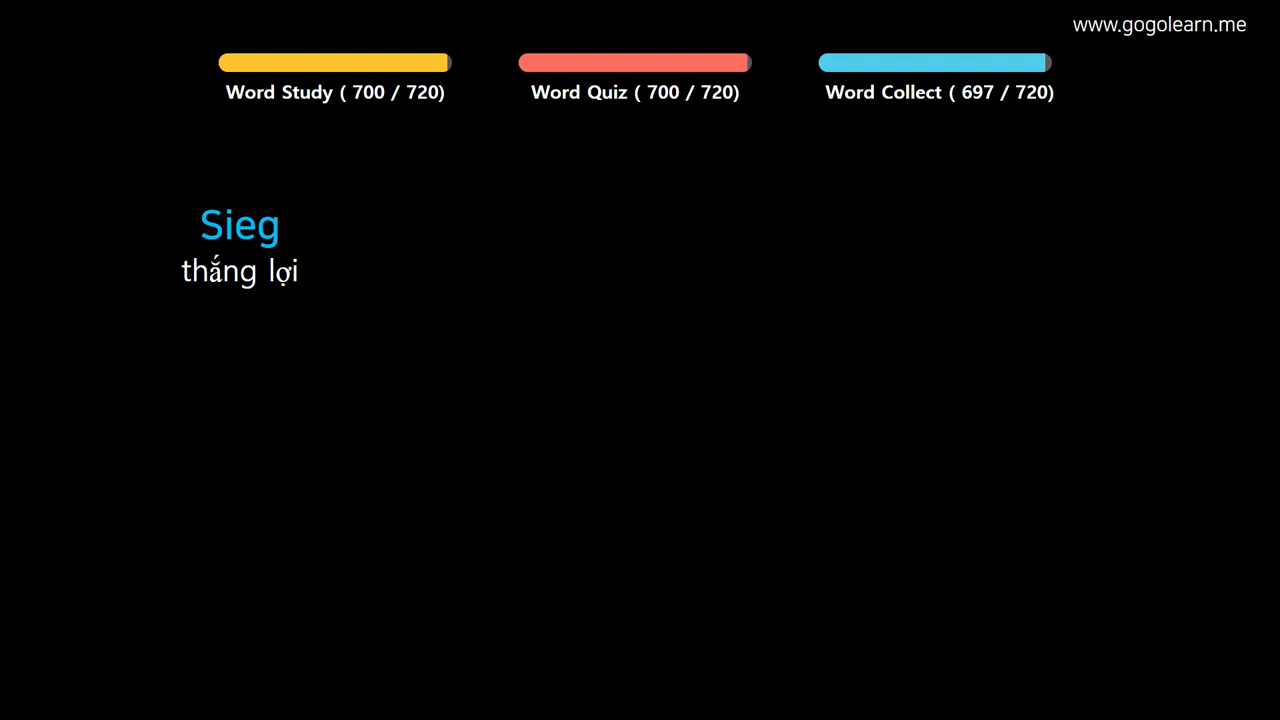 www.gogolearn.me
Word Study ( 700 / 720)
Word Quiz ( 700 / 720)
Word Collect ( 697 / 720)
Sieg
thắng lợi